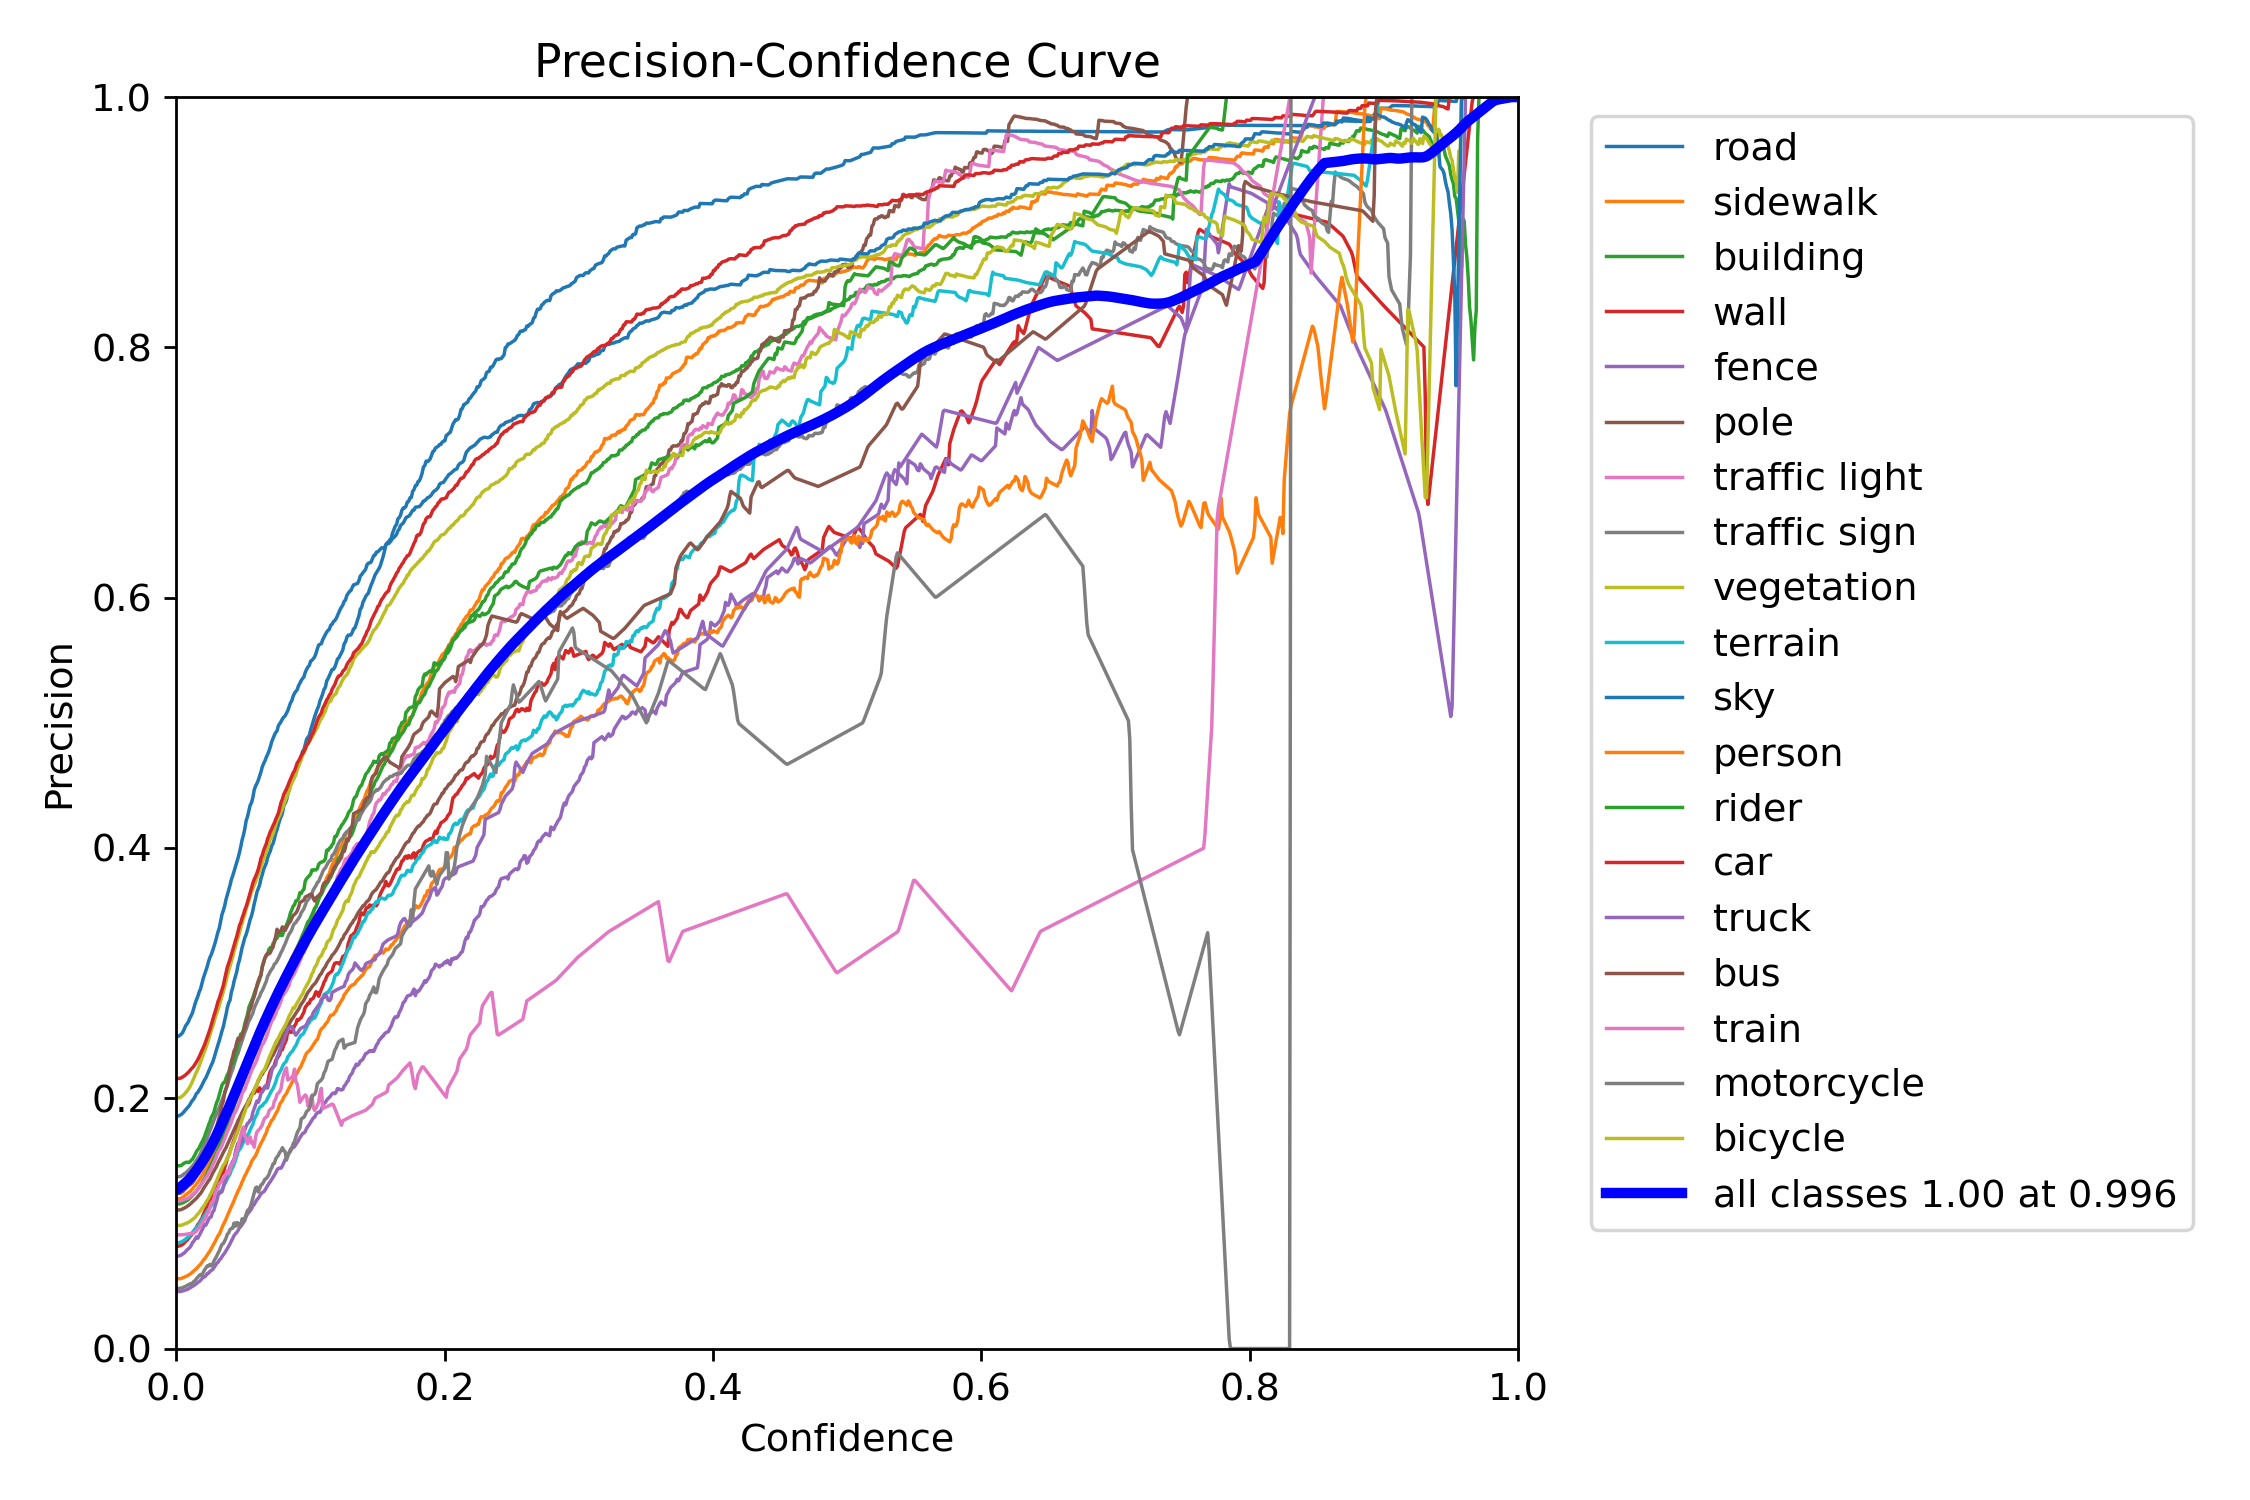 Precision-Confidence Curve
1.0
0.8
0.6
0.4
0.2
0.0
Precision
0.0 0.2 0.4 0.6 0.8 1.0
Confidence
road
sidewalk
building
wall
fence
pole
traffic light
traffic sign
vegetation
terrain
sky
person
rider
car
truck
bus
train
motorcycle
bicycle
all classes 1.00 at 0.996